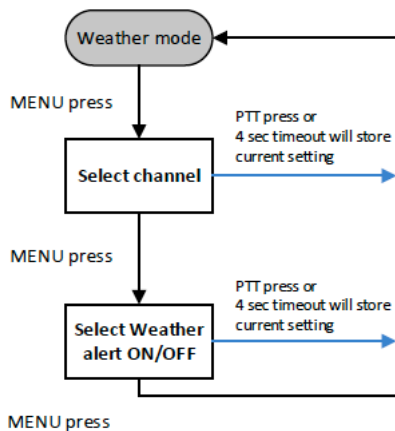 Weather mode
MENU press
PTT press or
4 sec timeout will store
current setting
Select channel
MENU press
PTT press or
4 sec timeout will store
current setting
Select Weather
alert ON/OFF
MENU press